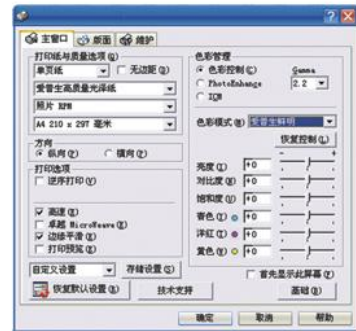 主窗口 版面 维护
打印纸与质量选项(Q)
单页纸 无边距(D)
爱普生高质量光泽纸
照片 RPM
A4 210 x 297 毫米
方向
纵向(P) 横向(T)
打印选项
逆序打印(V)
高速(S)
卓越 MicroWeave(R)
边缘平滑(E)
打印预览(E)
自定义设置 存储设置(G)
色彩管理
色彩控制(C) Gamma
PhotoEnhance 2.2
ICM
色彩模式(H) 爱普生鲜明
恢复控制(L)
- +
亮度(I) +0
对比度(W) +0
饱和度(U) +0
青色(Y) +0
洋红(X) +0
黄色(K) +0
首先显示此屏幕(F)
恢复默认设置(A) 技术支持 基础(B)
确定 取消 帮助